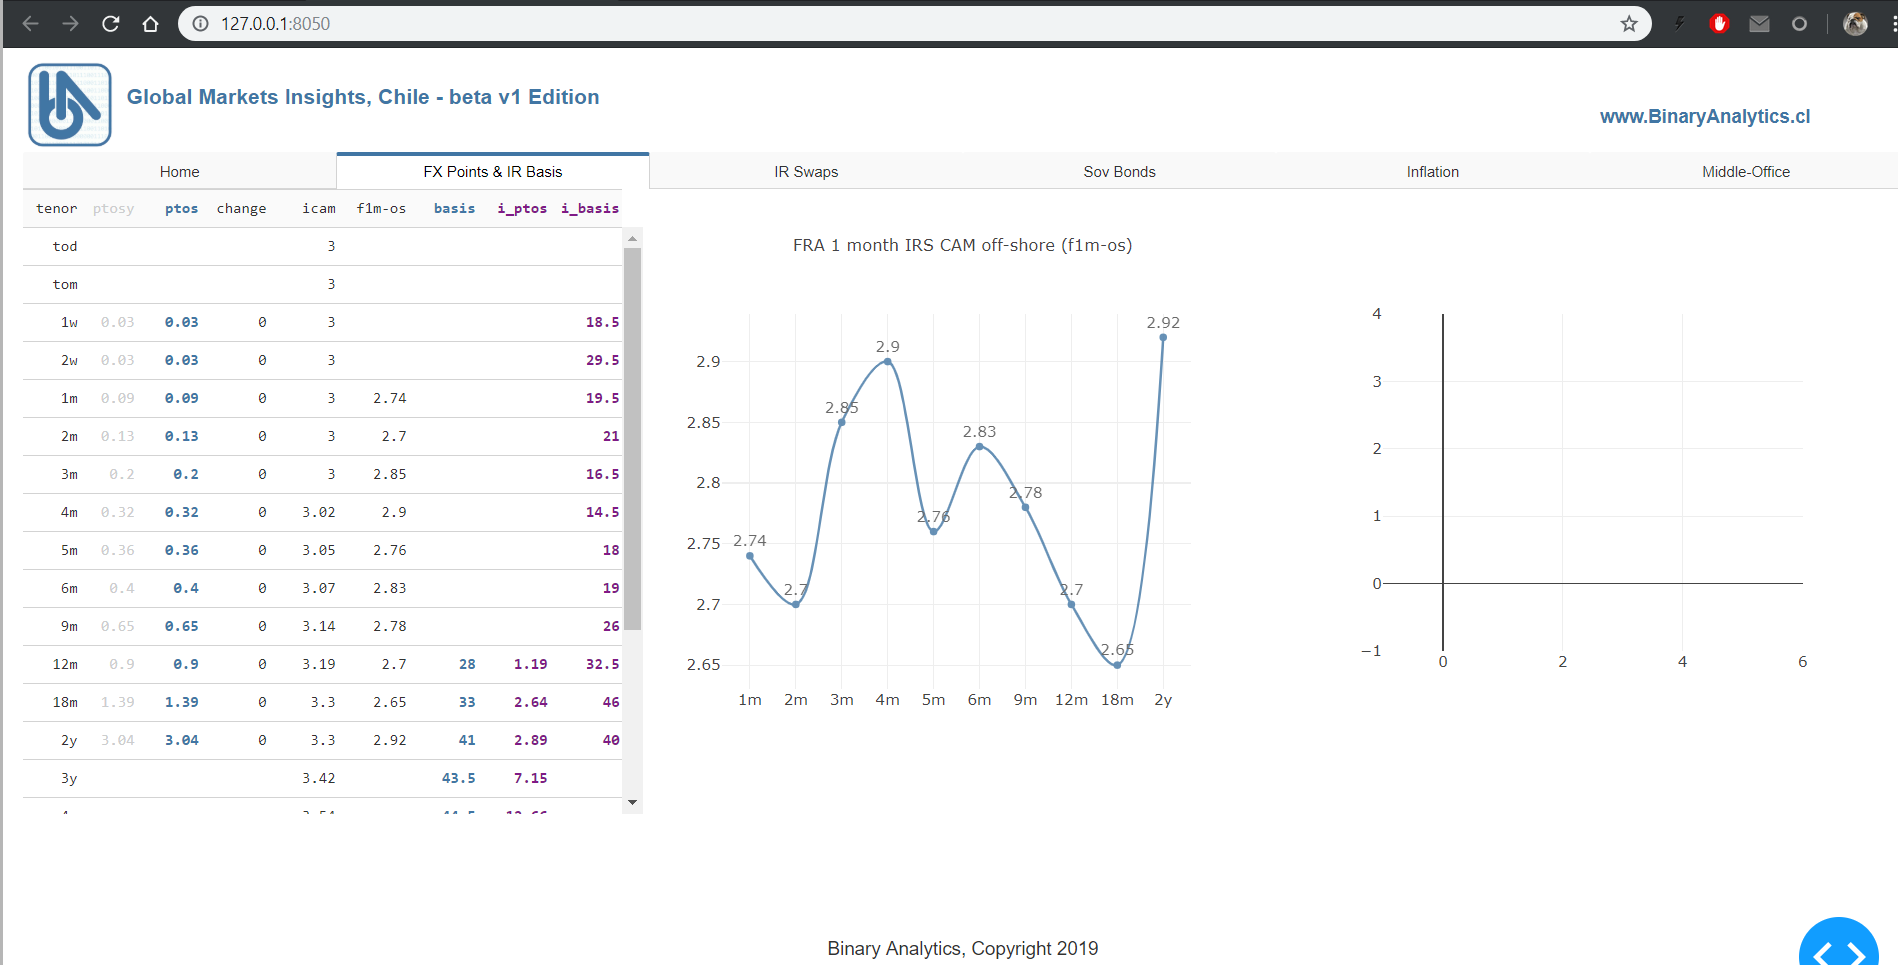 127.0.0.1:8050
Global Markets Insights, Chile - beta v1 Edition
www.BinaryAnalytics.cl
Home FX Points & IR Basis IR Swaps Sov Bonds Inflation Middle-Office
tenor ptosy ptos change icam f1m-os basis i_ptos i_basis
tod 3
tom 3
1w 0.03 0.03 0 3 18.5
2w 0.03 0.03 0 3 29.5
1m 0.09 0.09 0 3 2.74 19.5
2m 0.13 0.13 0 3 2.7 21
3m 0.2 0.2 0 3 2.85 16.5
4m 0.32 0.32 0 3.02 2.9 14.5
5m 0.36 0.36 0 3.05 2.76 18
6m 0.4 0.4 0 3.07 2.83 19
9m 0.65 0.65 0 3.14 2.78 26
12m 0.9 0.9 0 3.19 2.7 28 1.19 32.5
18m 1.39 1.39 0 3.3 2.65 33 2.64 46
2y 3.04 3.04 0 3.3 2.92 41 2.89 40
3y 3.42 43.5 7.15
FRA 1 month IRS CAM off-shore (f1m-os)
2.9
2.85
2.8
2.75
2.7
2.65
2.74 2.7 2.85 2.9 2.76 2.83 2.78 2.7 2.65 2.92
1m 2m 3m 4m 5m 6m 9m 12m 18m 2y
4
3
2
1
0
−1
0 2 4 6
Binary Analytics, Copyright 2019